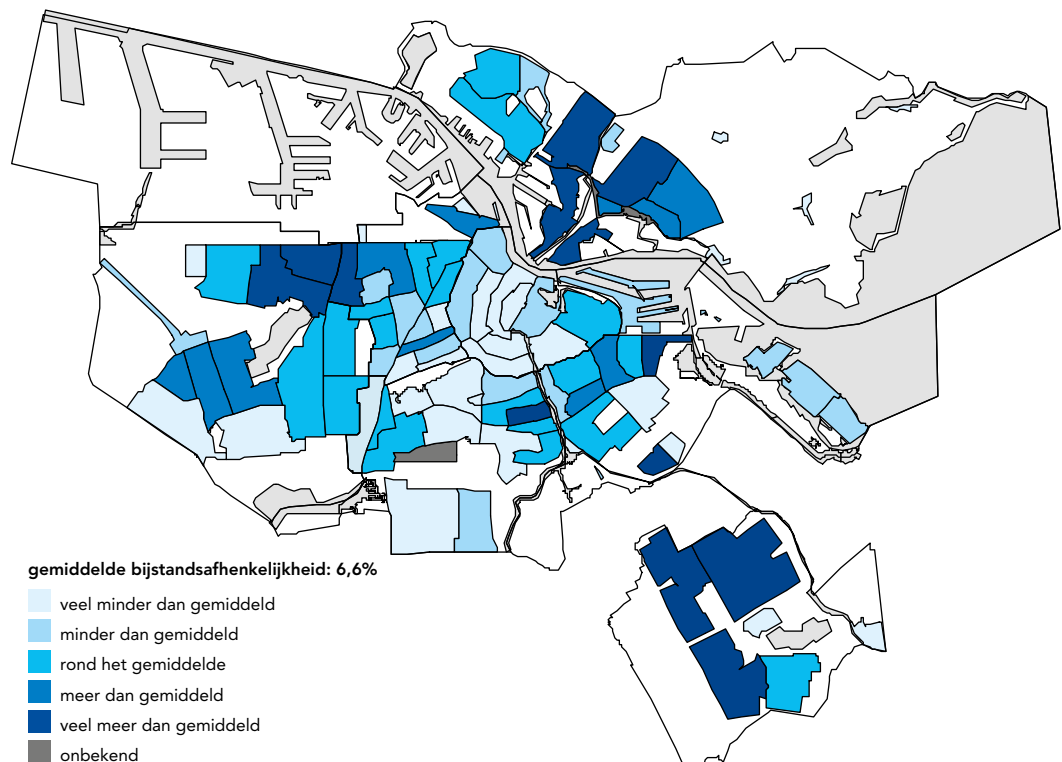 gemiddelde bijstandsafhenkelijkheid: 6,6%
veel minder dan gemiddeld
minder dan gemiddeld
rond het gemiddelde
meer dan gemiddeld
veel meer dan gemiddeld
onbekend